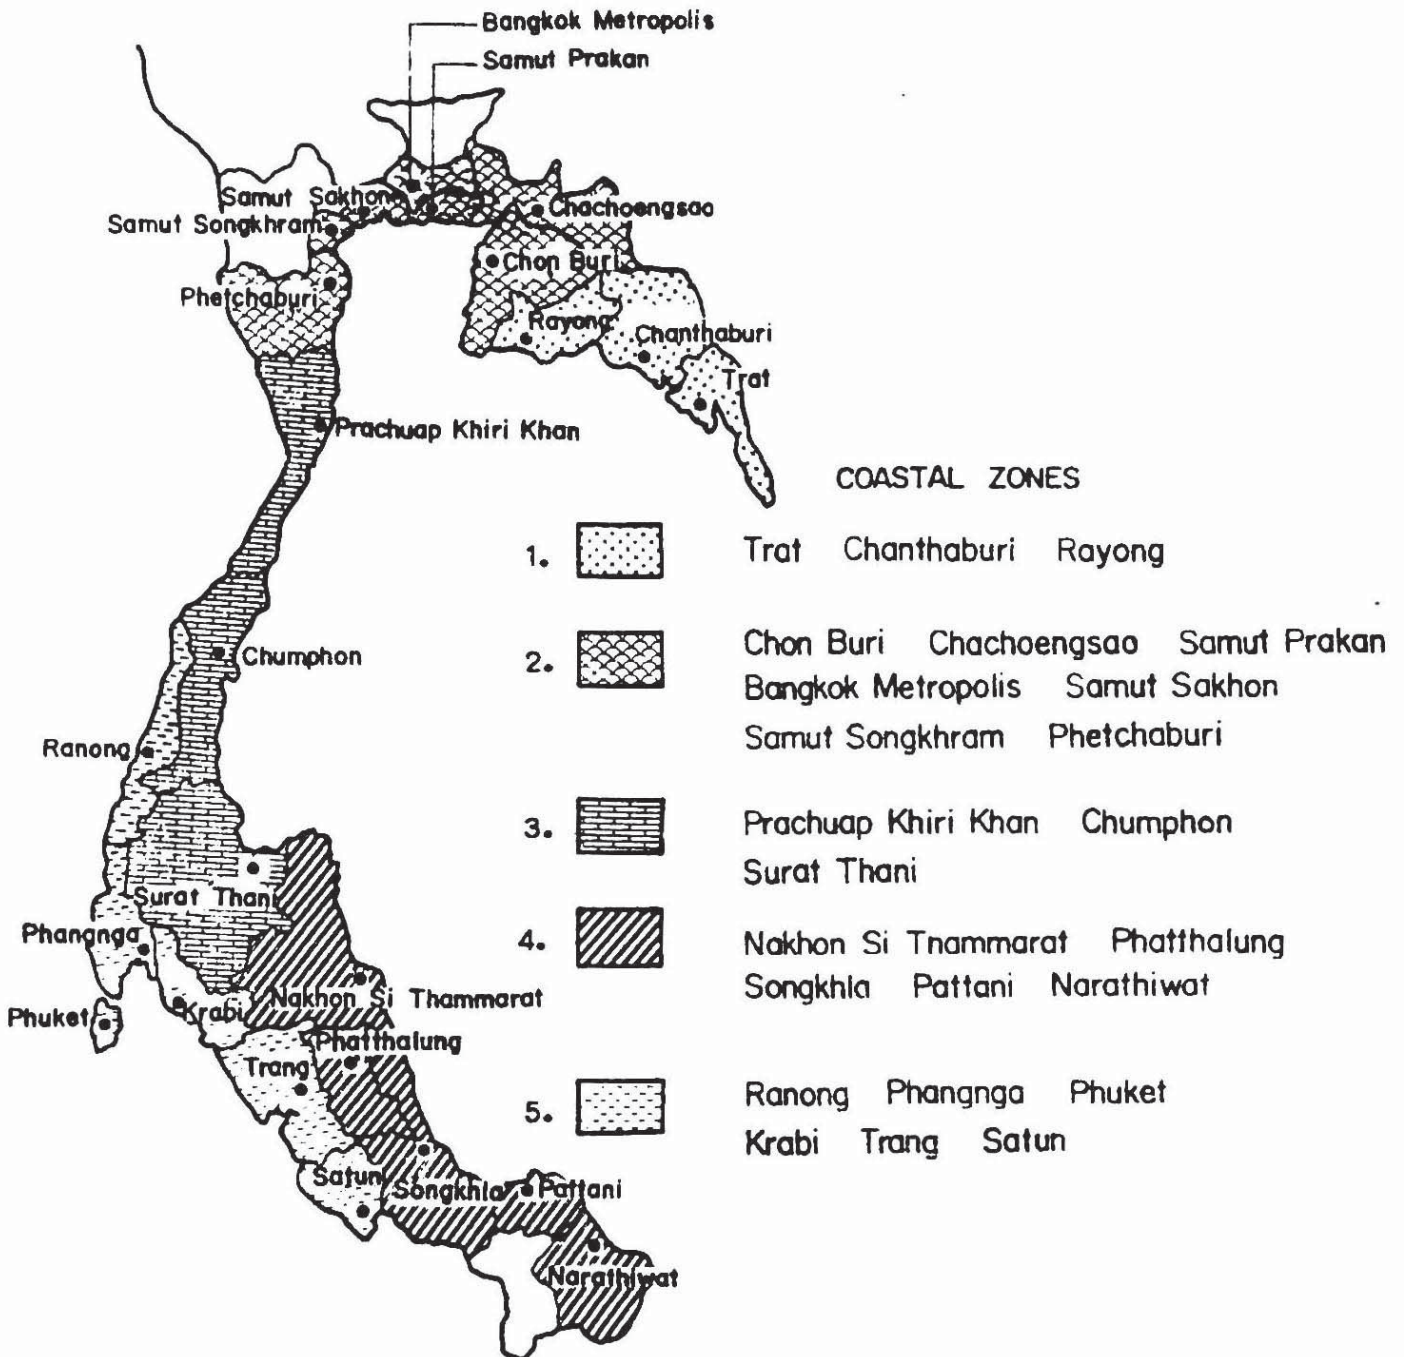 Bangkok Metropolis
Samut Prakan
Samut Sakhon
Samut Songkhram
Chachoengsao
Chon Buri
Phetchaburi
Rayong
Chanthaburi
Trat
Prachuap Khiri Khan
Chumphon
Ranong
Surat Thani
Phangnga
Phuket
Krabi
Nakhon Si Thammarat
Phatthalung
Trang
Satun
Songkhla
Pattani
Narathiwat
COASTAL ZONES
1. Trat Chanthaburi Rayong
2. Chon Buri Chachoengsao Samut Prakan
Bangkok Metropolis Samut Sakhon
Samut Songkhram Phetchaburi
3. Prachuap Khiri Khan Chumphon
Surat Thani
4. Nakhon Si Tnammarat Phatthalung
Songkhla Pattani Narathiwat
5. Ranong Phangnga Phuket
Krabi Trang Satun